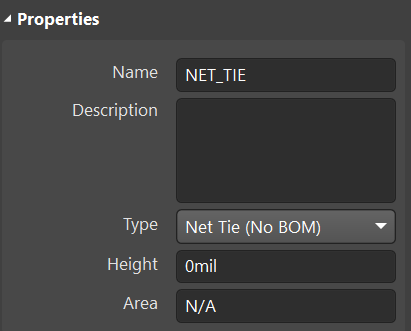 Properties
Name NET_TIE
Description
Type Net Tie (No BOM)
Height 0mil
Area N/A